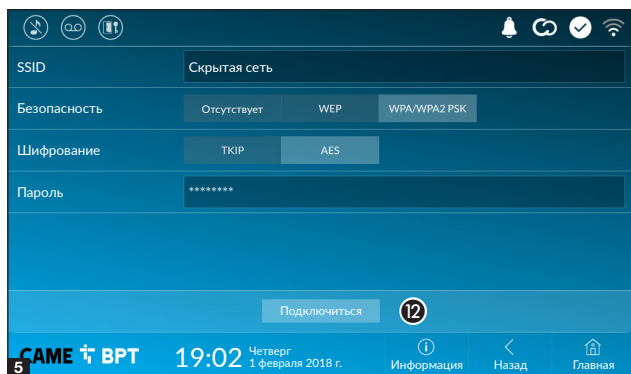 SSID Скрытая сеть
Безопасность Отсутствует WEP WPA/WPA2 PSK
Шифрование TKIP AES
Пароль ********
Подключиться 12
CAME BPT 19:02 Четверг
1 февраля 2018 г.
Информация Назад Главная
5